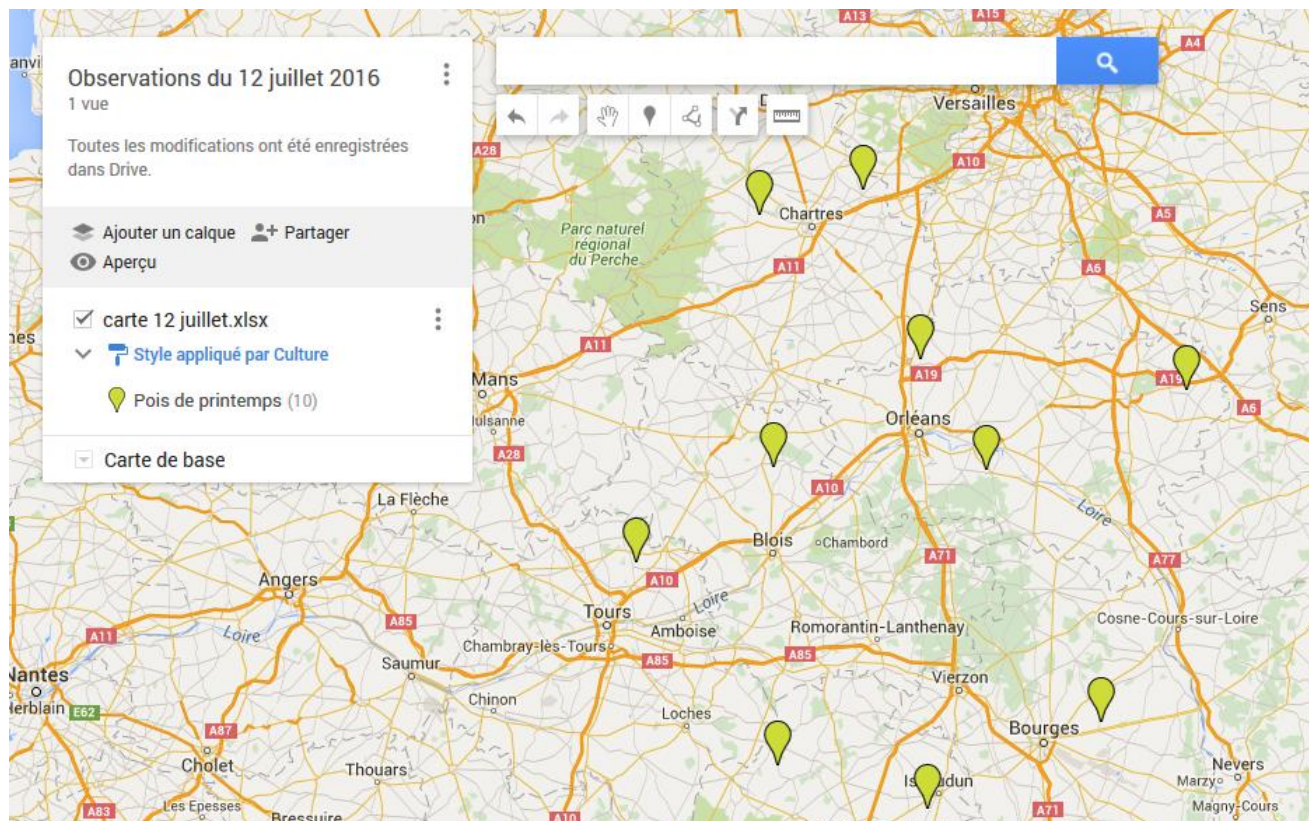 Observations du 12 juillet 2016
1 vue
Toutes les modifications ont été enregistrées
dans Drive.
Ajouter un calque
Partager
Aperçu
carte 12 juillet.xlsx
Style appliqué par Culture
Pois de printemps (10)
Carte de base
A13
A15
A4
Versailles
A28
A10
Chartres
A5
Parc naturel
régional
du Perche
A11
A6
Sens
A11
A19
A19
Mans
A6
Orléans
A28
A10
La Flèche
Loire
Blois
Chambord
A71
A77
Angers
A10
Loire
Tours
A85
Amboise
Romorantin-Lanthenay
Cosne-Cours-sur-Loire
A11
Loire
Chambray-lès-Tours
A85
A85
Saumur
Vierzon
Nantes
Chinon
Loches
Herblain
E62
A87
Bourges
Cholet
Thouars
Nevers
Marzy
A83
Les Epesses
Bressuire
A10
A71
Magny-Cours